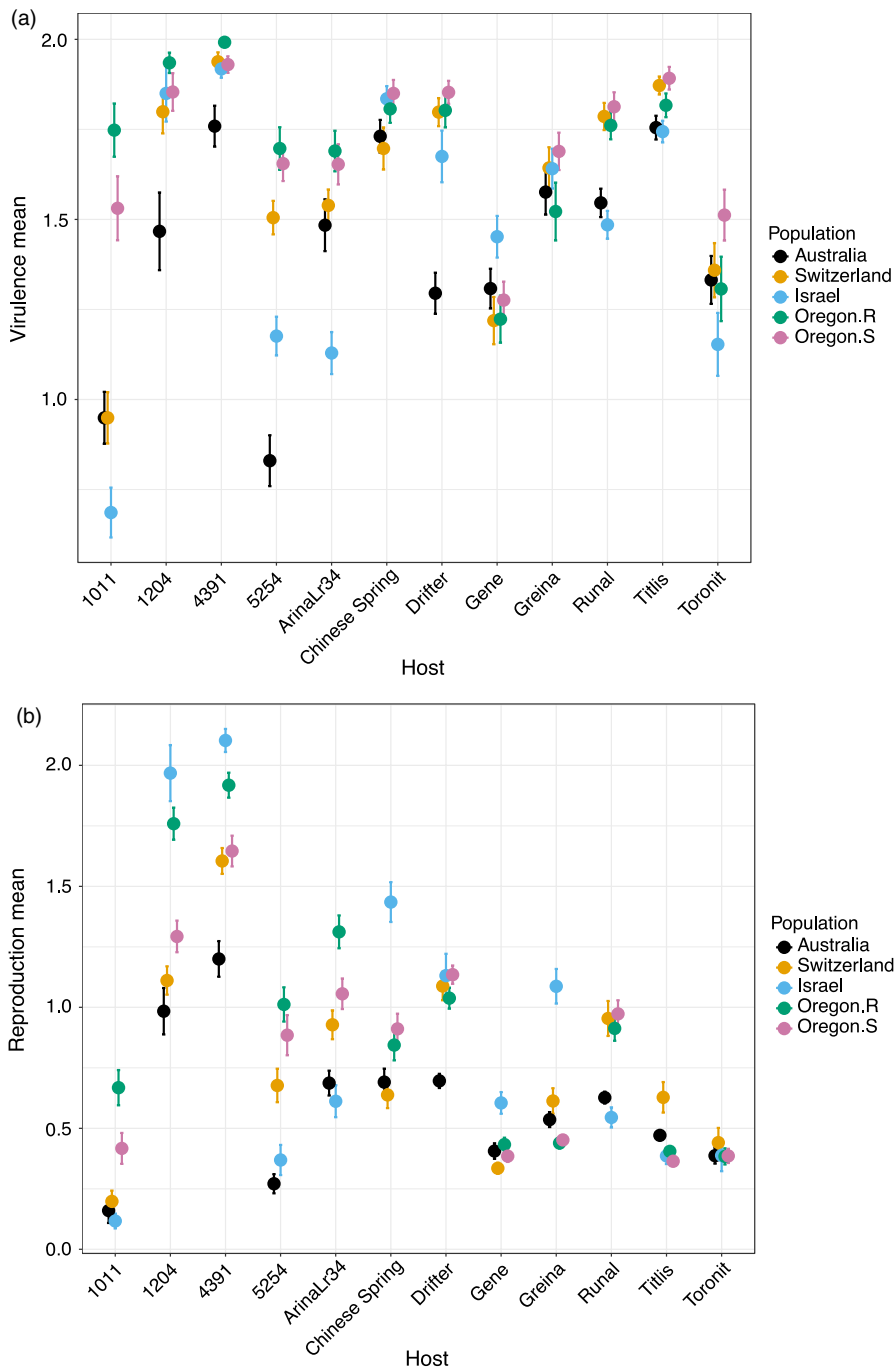 (a)
2.0
1.5
1.0
Virulence mean
1011
1204
4391
5254
ArinaLr34
Chinese Spring
Drifter
Gene
Greina
Runal
Titlis
Toronit
Host
Population
Australia
Switzerland
Israel
Oregon.R
Oregon.S
(b)
2.0
1.5
1.0
0.5
0.0
Reproduction mean
1011
1204
4391
5254
ArinaLr34
Chinese Spring
Drifter
Gene
Greina
Runal
Titlis
Toronit
Host
Population
Australia
Switzerland
Israel
Oregon.R
Oregon.S